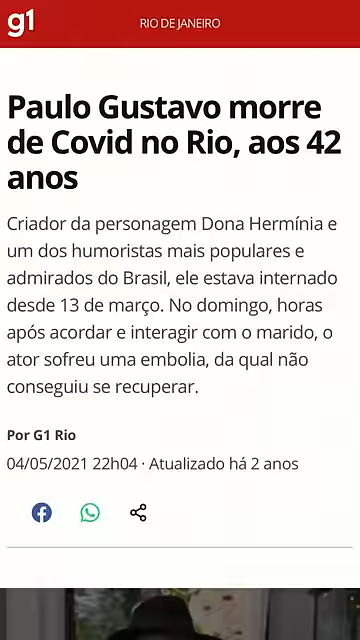 g1
RIO DE JANEIRO
Paulo Gustavo morre
de Covid no Rio, aos 42
anos
Criador da personagem Dona Hermínia e
um dos humoristas mais populares e
admirados do Brasil, ele estava internado
desde 13 de março. No domingo, horas
após acordar e interagir com o marido, o
ator sofreu uma embolia, da qual não
conseguiu se recuperar.
Por G1 Rio
04/05/2021 22h04 · Atualizado há 2 anos